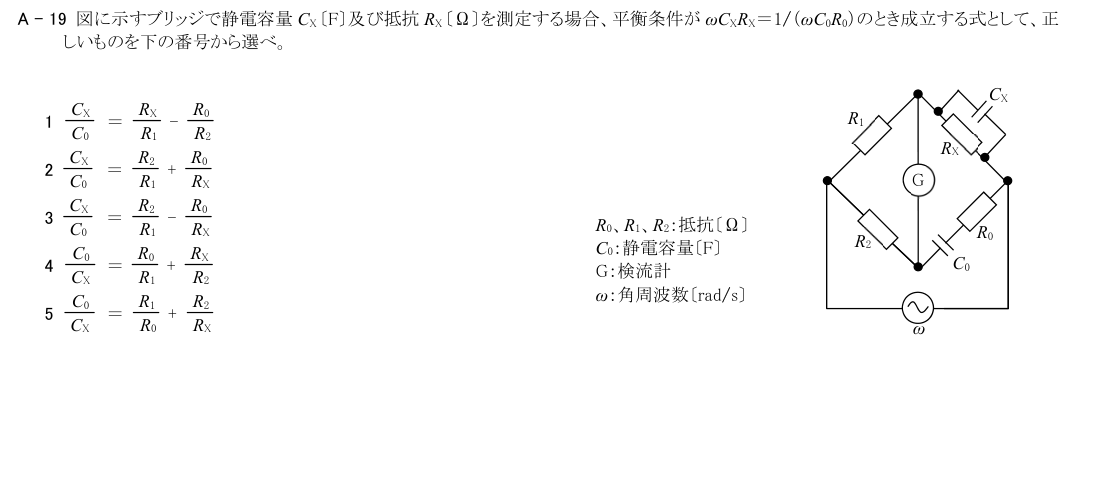 A－19 図に示すブリッジで静電容量 CX〔F〕及び抵抗 RX〔Ω〕を測定する場合、平衡条件が ωCXRX＝1/(ωC0R0)のとき成立する式として、正
しいものを下の番号から選べ。
1 CX/C0 ＝ RX/R1 － R0/R2
2 CX/C0 ＝ R2/R1 ＋ R0/RX
3 CX/C0 ＝ R2/R1 － R0/RX
4 C0/CX ＝ R0/R1 ＋ RX/R2
5 C0/CX ＝ R1/R0 ＋ R2/RX
R0、R1、R2：抵抗〔Ω〕
C0：静電容量〔F〕
G：検流計
ω：角周波数〔rad/s〕
CX
R1
RX
G
R2
R0
C0
ω